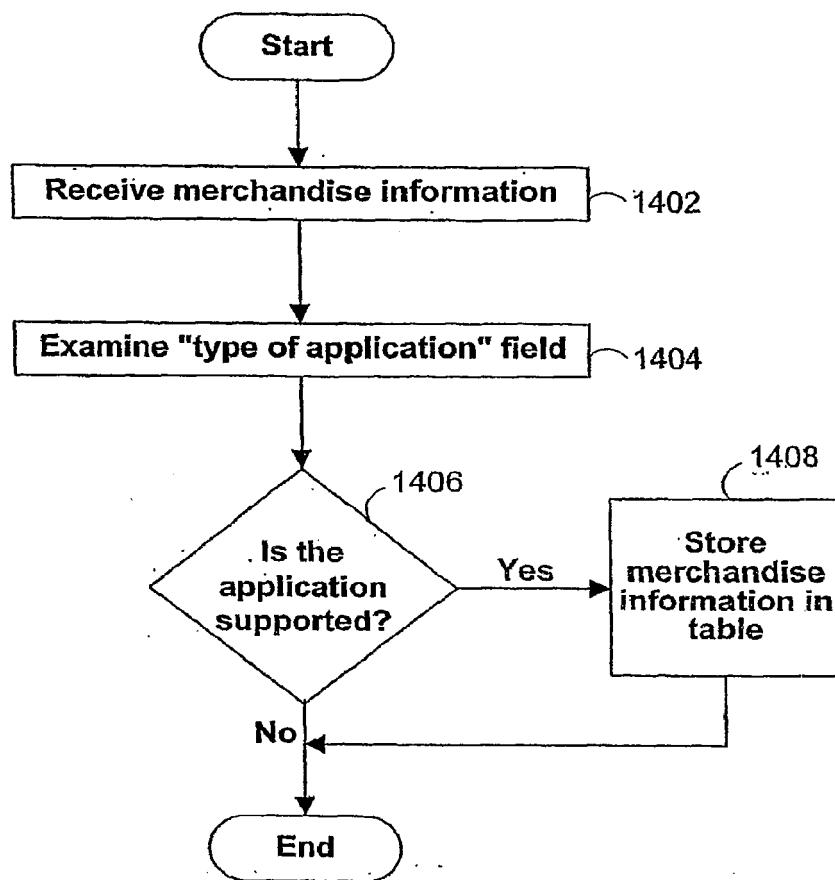 Start
Receive merchandise information
1402
Examine "type of application" field
1404
1406
Is the
application
supported?
Yes
1408
Store
merchandise
information in
table
No
End